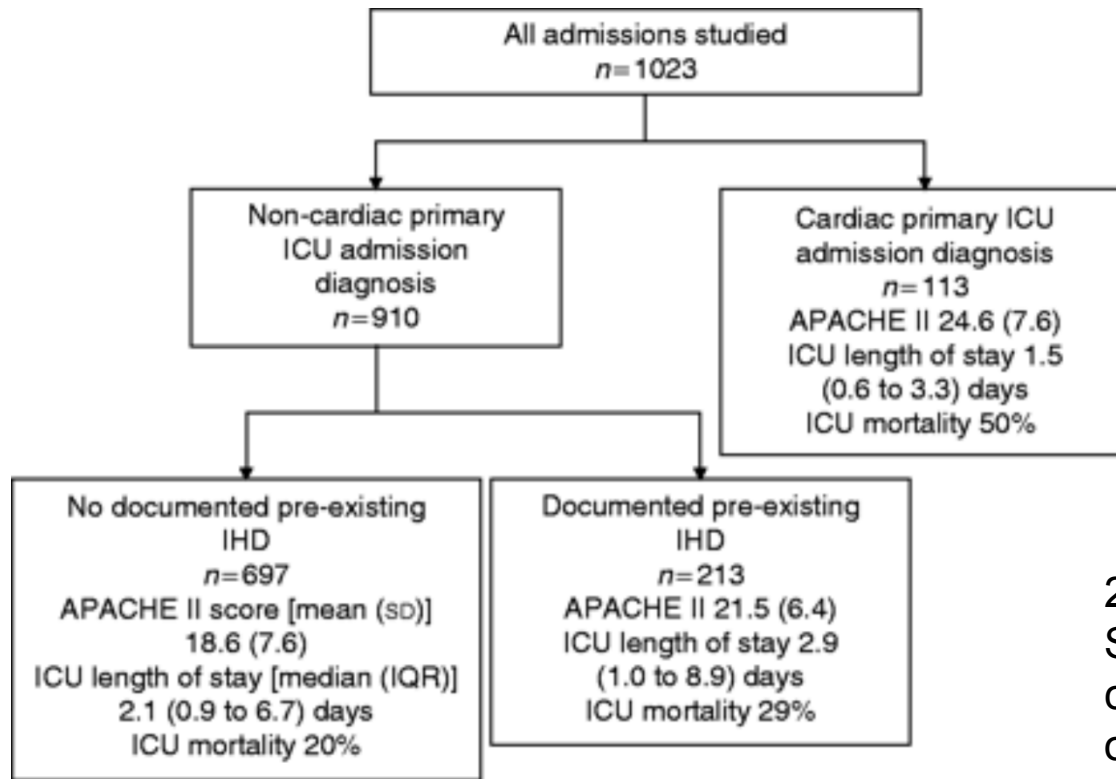 All admissions studied
n=1023
Non-cardiac primary
ICU admission
diagnosis
n=910
Cardiac primary ICU
admission diagnosis
n=113
APACHE II 24.6 (7.6)
ICU length of stay 1.5
(0.6 to 3.3) days
ICU mortality 50%
No documented pre-existing
IHD
n=697
APACHE II score [mean (SD)]
18.6 (7.6)
ICU length of stay [median (IQR)]
2.1 (0.9 to 6.7) days
ICU mortality 20%
Documented pre-existing
IHD
n=213
APACHE II 21.5 (6.4)
ICU length of stay 2.9
(1.0 to 8.9) days
ICU mortality 29%